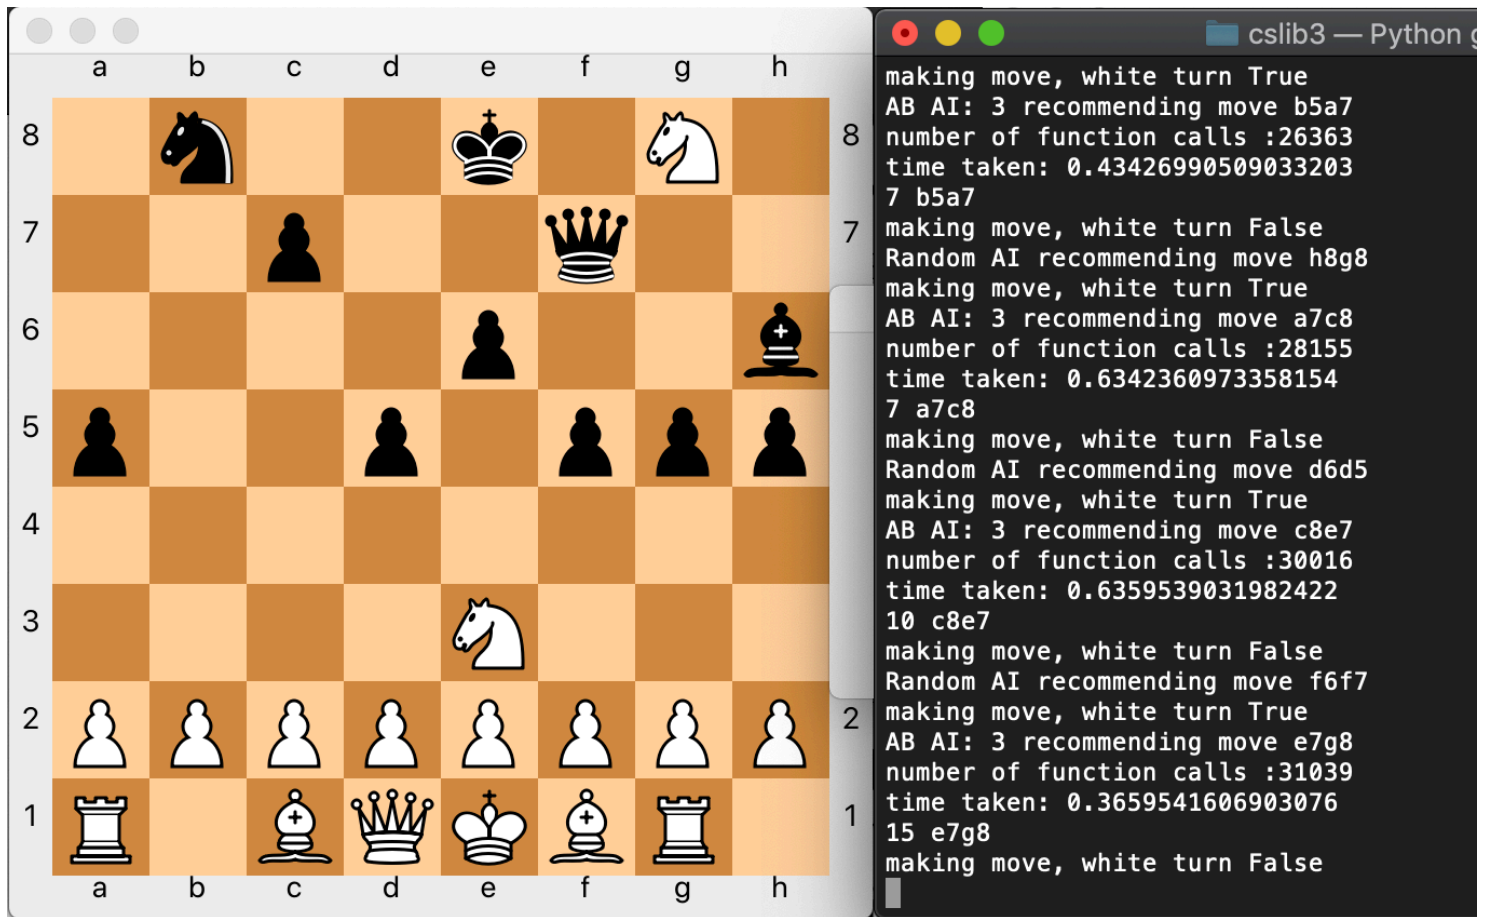 cslib3 — Python g
a b c d e f g h
8 8
7 7
6
5
4
3
2 2
1 1
a b c d e f g h
making move, white turn True
AB AI: 3 recommending move b5a7
number of function calls :26363
time taken: 0.43426990509033203
7 b5a7
making move, white turn False
Random AI recommending move h8g8
making move, white turn True
AB AI: 3 recommending move a7c8
number of function calls :28155
time taken: 0.6342360973358154
7 a7c8
making move, white turn False
Random AI recommending move d6d5
making move, white turn True
AB AI: 3 recommending move c8e7
number of function calls :30016
time taken: 0.6359539031982422
10 c8e7
making move, white turn False
Random AI recommending move f6f7
making move, white turn True
AB AI: 3 recommending move e7g8
number of function calls :31039
time taken: 0.3659541606903076
15 e7g8
making move, white turn False